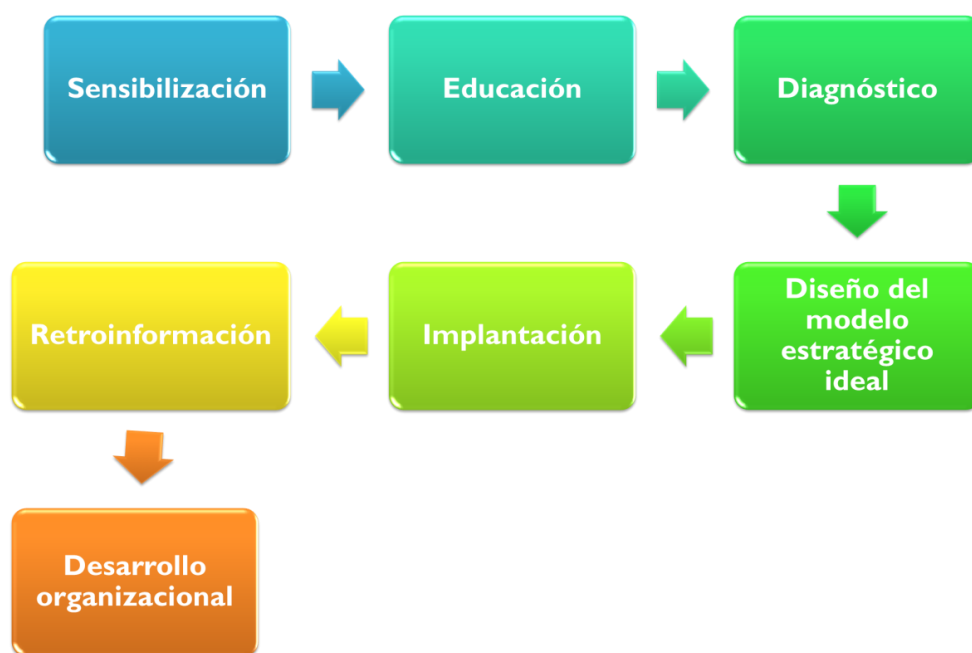 Sensibilización
Educación
Diagnóstico
Diseño del
modelo
estratégico
ideal
Implantación
Retroinformación
Desarrollo
organizacional